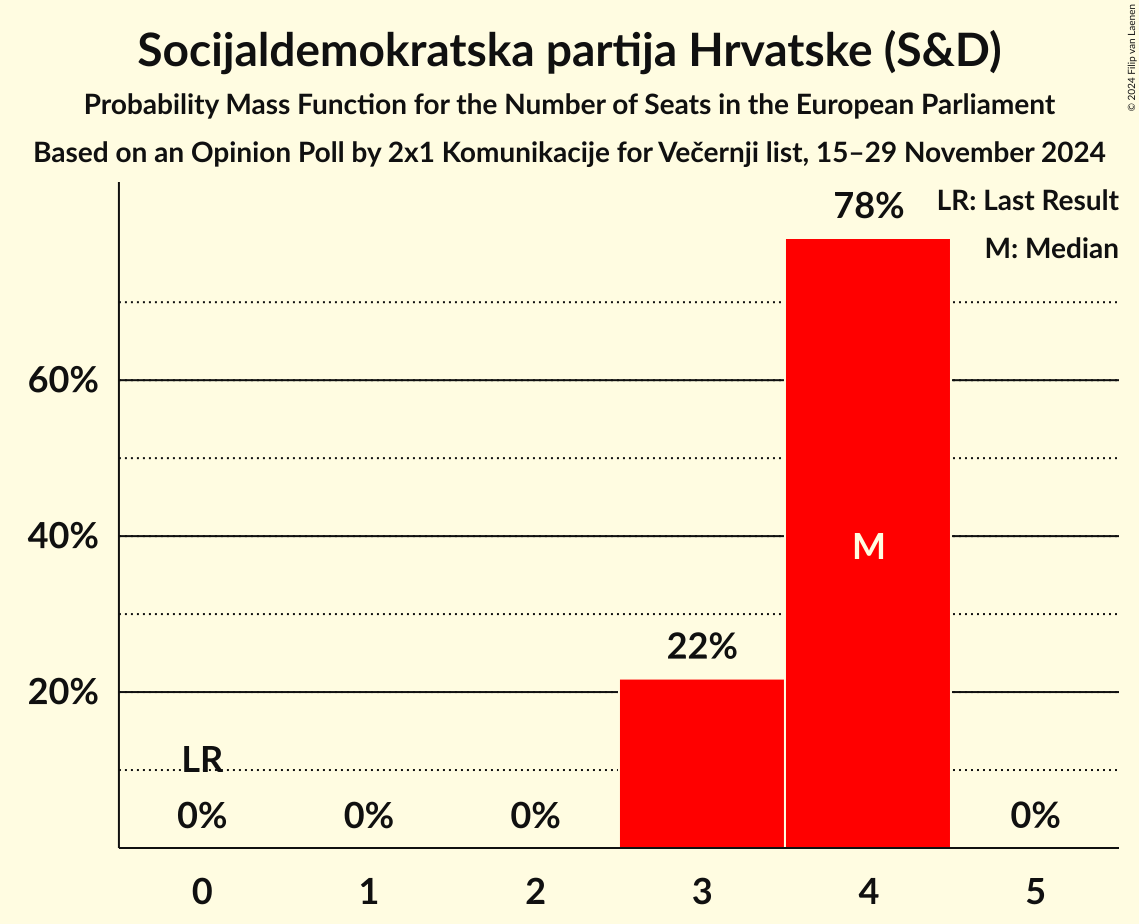 Socijaldemokratska partija Hrvatske (S&D)
Probability Mass Function for the Number of Seats in the European Parliament
Based on an Opinion Poll by 2x1 Komunikacije for Večernji list, 15–29 November 2024
© 2024 Filip van Laenen
LR: Last Result
M: Median
78%
60%
40%
M
22%
20%
LR
0%
0%
0%
0%
0
1
2
3
4
5